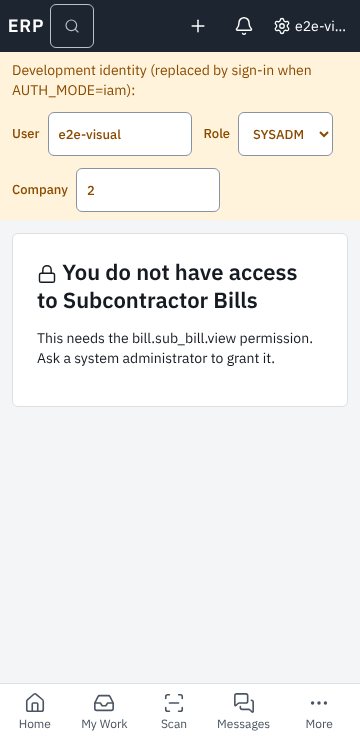 ERP
e2e-vi...
Development identity (replaced by sign-in when
AUTH_MODE=iam):
User e2e-visual Role SYSADM
Company 2
You do not have access
to Subcontractor Bills
This needs the bill.sub_bill.view permission.
Ask a system administrator to grant it.
Home My Work Scan Messages More